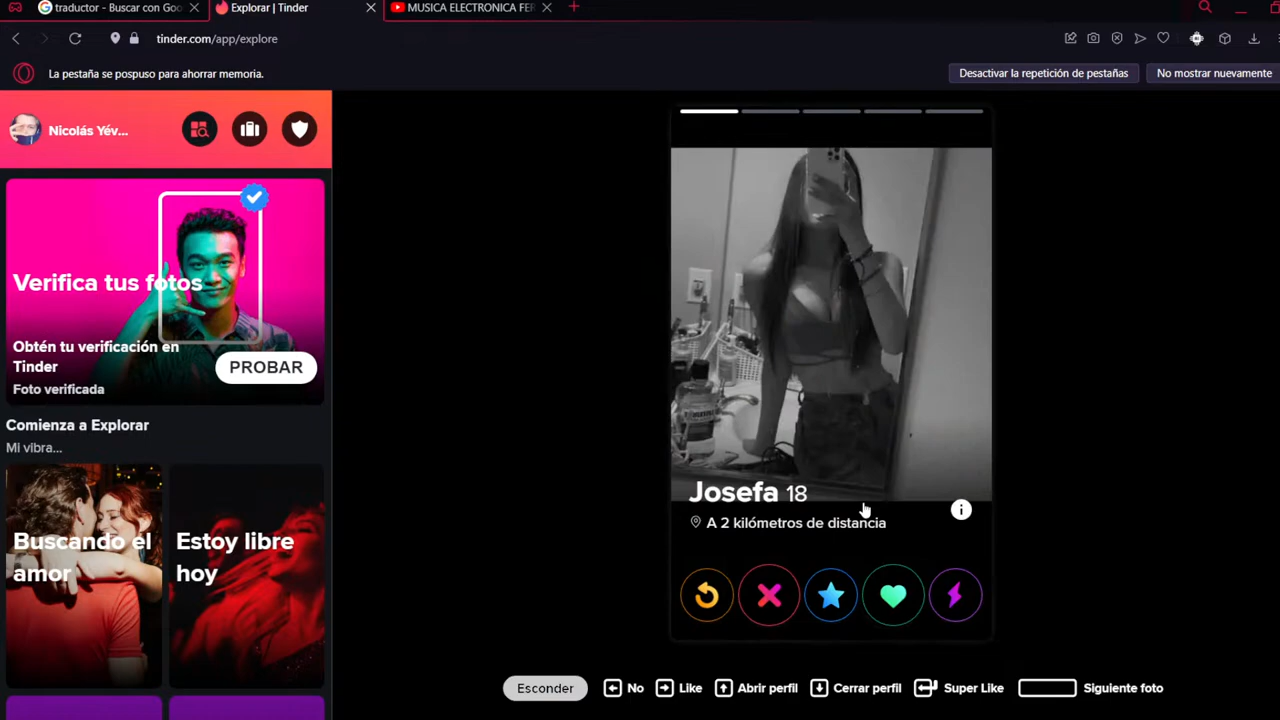 traductor - Buscar con Goo
Explorar | Tinder
MUSICA ELECTRONICA FER
tinder.com/app/explore
La pestaña se pospuso para ahorrar memoria.
Desactivar la repetición de pestañas
No mostrar nuevamente
Nicolás Yév...
Verifica tus fotos
Obtén tu verificación en
Tinder
Foto verificada
PROBAR
Comienza a Explorar
Mi vibra...
Buscando el
amor
Estoy libre
hoy
Josefa 18
A 2 kilómetros de distancia
Esconder
No
Like
Abrir perfil
Cerrar perfil
Super Like
Siguiente foto